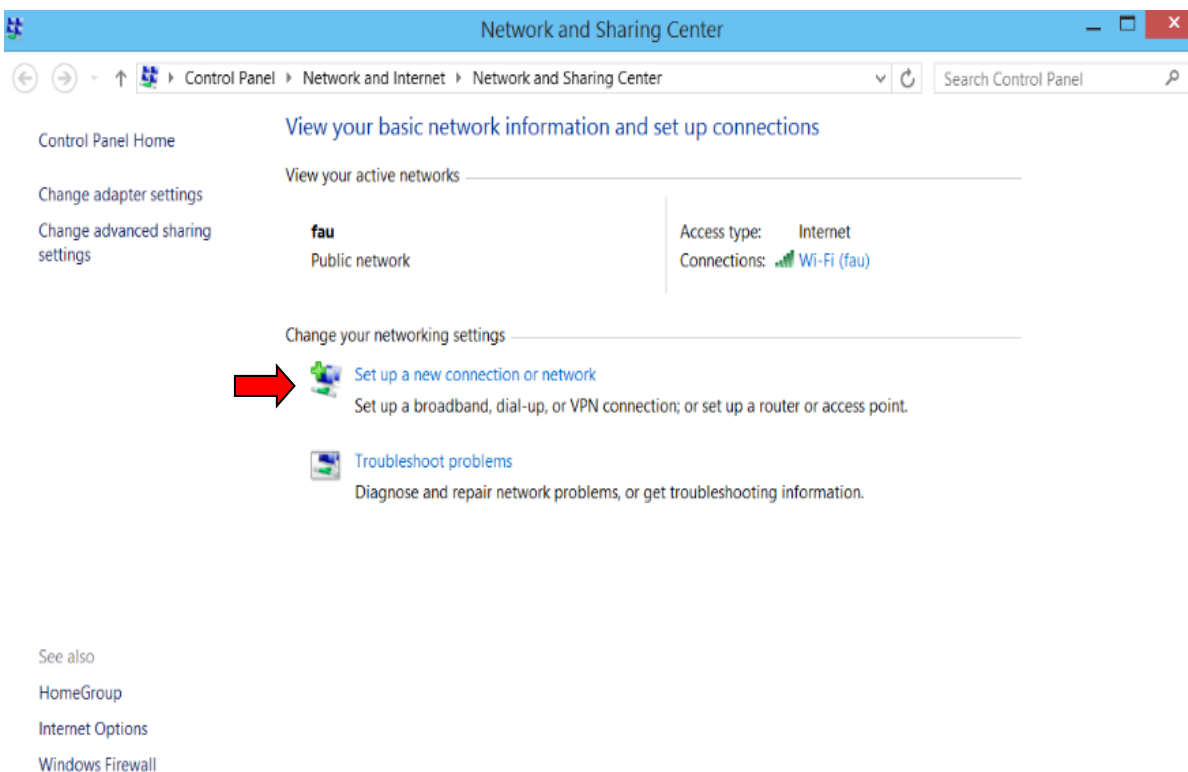 Network and Sharing Center
Control Panel Network and Internet Network and Sharing Center
Search Control Panel
Control Panel Home
Change adapter settings
Change advanced sharing
settings
View your basic network information and set up connections
View your active networks
fau
Public network
Access type: Internet
Connections: Wi-Fi (fau)
Change your networking settings
Set up a new connection or network
Set up a broadband, dial-up, or VPN connection; or set up a router or access point.
Troubleshoot problems
Diagnose and repair network problems, or get troubleshooting information.
See also
HomeGroup
Internet Options
Windows Firewall